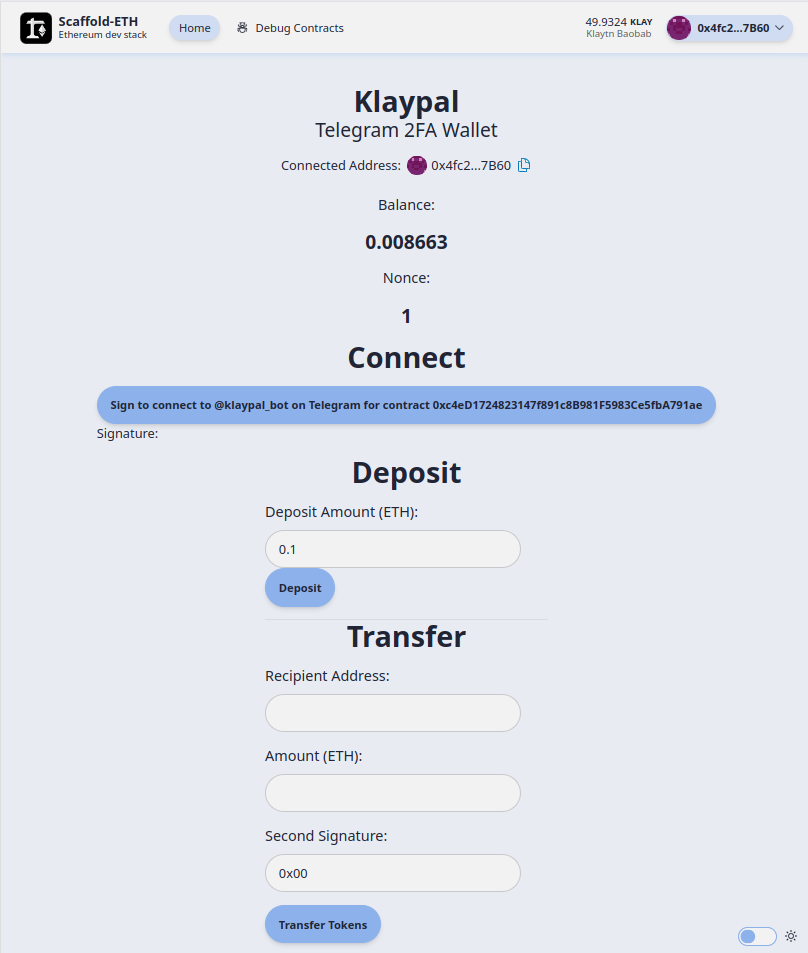 Scaffold-ETH
Ethereum dev stack
Home
Debug Contracts
49.9324 KLAY
Klaytn Baobab
0x4fc2...7B60
Klaypal
Telegram 2FA Wallet
Connected Address: 0x4fc2...7B60
Balance:
0.008663
Nonce:
1
Connect
Sign to connect to @klaypal_bot on Telegram for contract 0xc4eD1724823147f891c8B981F5983Ce5fbA791ae
Signature:
Deposit
Deposit Amount (ETH):
0.1
Deposit
Transfer
Recipient Address:
Amount (ETH):
Second Signature:
0x00
Transfer Tokens